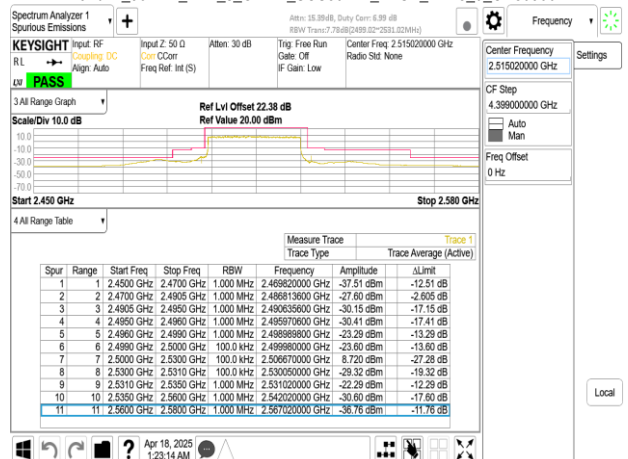 Spectrum Analyzer 1
Spurious Emissions
Attn: 15.39dB, Duty Corr: 6.99 dB
RBW Trans:7.78dB(2499.02~2531.02MHz)
Frequency
KEYSIGHT
Input: RF
Input Z: 50 Ω
Atten: 30 dB
Trig: Free Run
Center Freq: 2.515020000 GHz
RL
Coupling: DC
Corr CCorr
Gate: Off
Radio Std: None
Align: Auto
Freq Ref: Int (S)
IF Gain: Low
LXI
PASS
Center Frequency
2.515020000 GHz
Settings
CF Step
4.399000000 GHz
Auto
Man
Freq Offset
0 Hz
3 All Range Graph
Ref Lvl Offset 22.38 dB
Scale/Div 10.0 dB
Ref Value 20.00 dBm
10.0
-10.0
-30.0
-50.0
-70.0
Start 2.450 GHz
Stop 2.580 GHz
4 All Range Table
Measure Trace Trace 1
Trace Type Trace Average (Active)
Spur Range Start Freq Stop Freq RBW Frequency Amplitude ΔLimit
1 1 2.4500 GHz 2.4700 GHz 1.000 MHz 2.469820000 GHz -37.51 dBm -12.51 dB
2 2 2.4700 GHz 2.4905 GHz 1.000 MHz 2.486813600 GHz -27.60 dBm -2.605 dB
3 3 2.4905 GHz 2.4950 GHz 1.000 MHz 2.490635600 GHz -30.15 dBm -17.15 dB
4 4 2.4950 GHz 2.4960 GHz 1.000 MHz 2.495970600 GHz -30.41 dBm -17.41 dB
5 5 2.4960 GHz 2.4990 GHz 1.000 MHz 2.498989800 GHz -23.29 dBm -13.29 dB
6 6 2.4990 GHz 2.5000 GHz 100.0 kHz 2.499980000 GHz -23.60 dBm -13.60 dB
7 7 2.5000 GHz 2.5300 GHz 100.0 kHz 2.506670000 GHz 8.720 dBm -27.28 dB
8 8 2.5300 GHz 2.5310 GHz 100.0 kHz 2.530050000 GHz -29.32 dBm -19.32 dB
9 9 2.5310 GHz 2.5350 GHz 1.000 MHz 2.531020000 GHz -22.29 dBm -12.29 dB
10 10 2.5350 GHz 2.5600 GHz 1.000 MHz 2.542020000 GHz -30.60 dBm -17.60 dB
11 11 2.5600 GHz 2.5800 GHz 1.000 MHz 2.567020000 GHz -36.76 dBm -11.76 dB
Local
Apr 18, 2025
1:23:14 AM